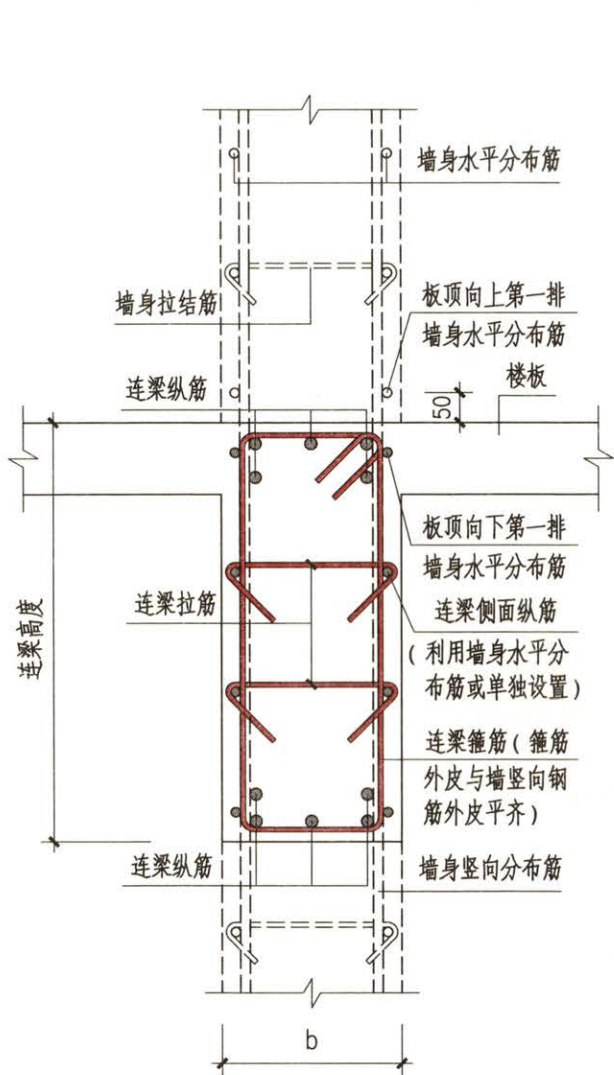 墙身水平分布筋
墙身拉结筋
板顶向上第一排
墙身水平分布筋
连梁纵筋
楼板
50
板顶向下第一排
墙身水平分布筋
连梁拉筋
连梁高度
连梁侧面纵筋
(利用墙身水平分
布筋或单独设置)
连梁箍筋(箍筋
外皮与墙竖向钢
筋外皮平齐)
连梁纵筋
墙身竖向分布筋
b